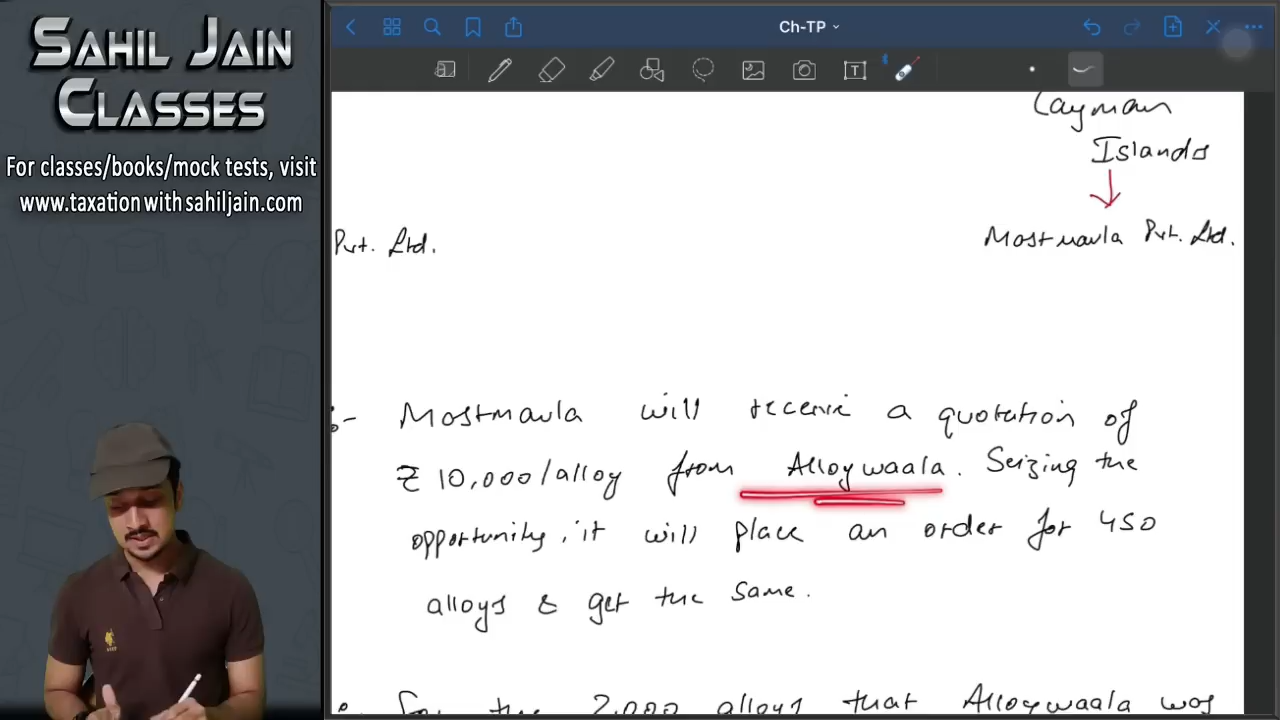 SAHIL JAIN
CLASSES
For classes/books/mock tests, visit
www.taxationwithsahiljain.com
Ch-TP
Cayman
Islands
Pvt. Ltd.
Mostmaula Pvt. Ltd.
Mostmaula will receive a quotation of
₹ 10,000/alloy from Alloywaala. Seizing the
opportunity, it will place an order for 450
alloys & get the same.
For the 2,000 alloys that Alloywaala was